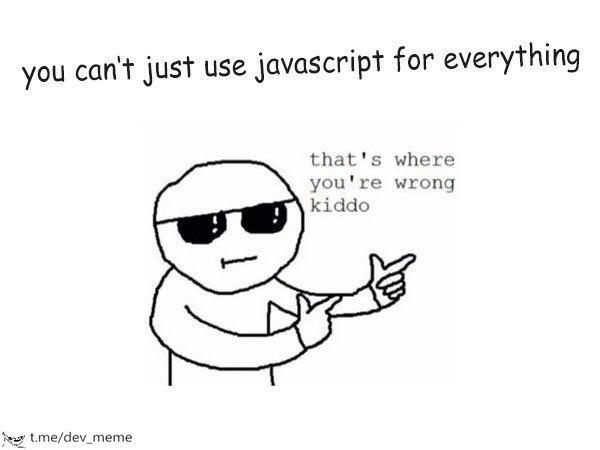 you can't just use javascript for everything
that's where
you're wrong
kiddo
t.me/dev_meme